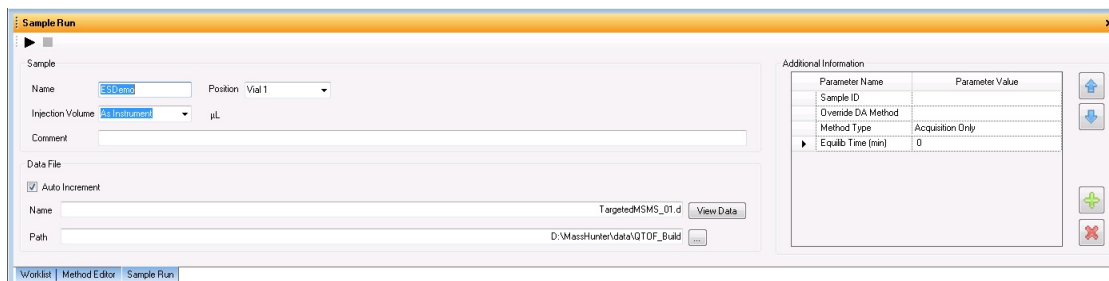 Sample Run
Sample
Name ESDemo Position Vial 1
Injection Volume As Instrument µL
Comment
Data File
Auto Increment
Name TargetedMSMS_01.d View Data
Path D:\MassHunter\data\QTOF_Build ...
Additional Information
Parameter Name Parameter Value
Sample ID
Override DA Method
Method Type Acquisition Only
Equilib Time (min) 0
Worklist Method Editor Sample Run